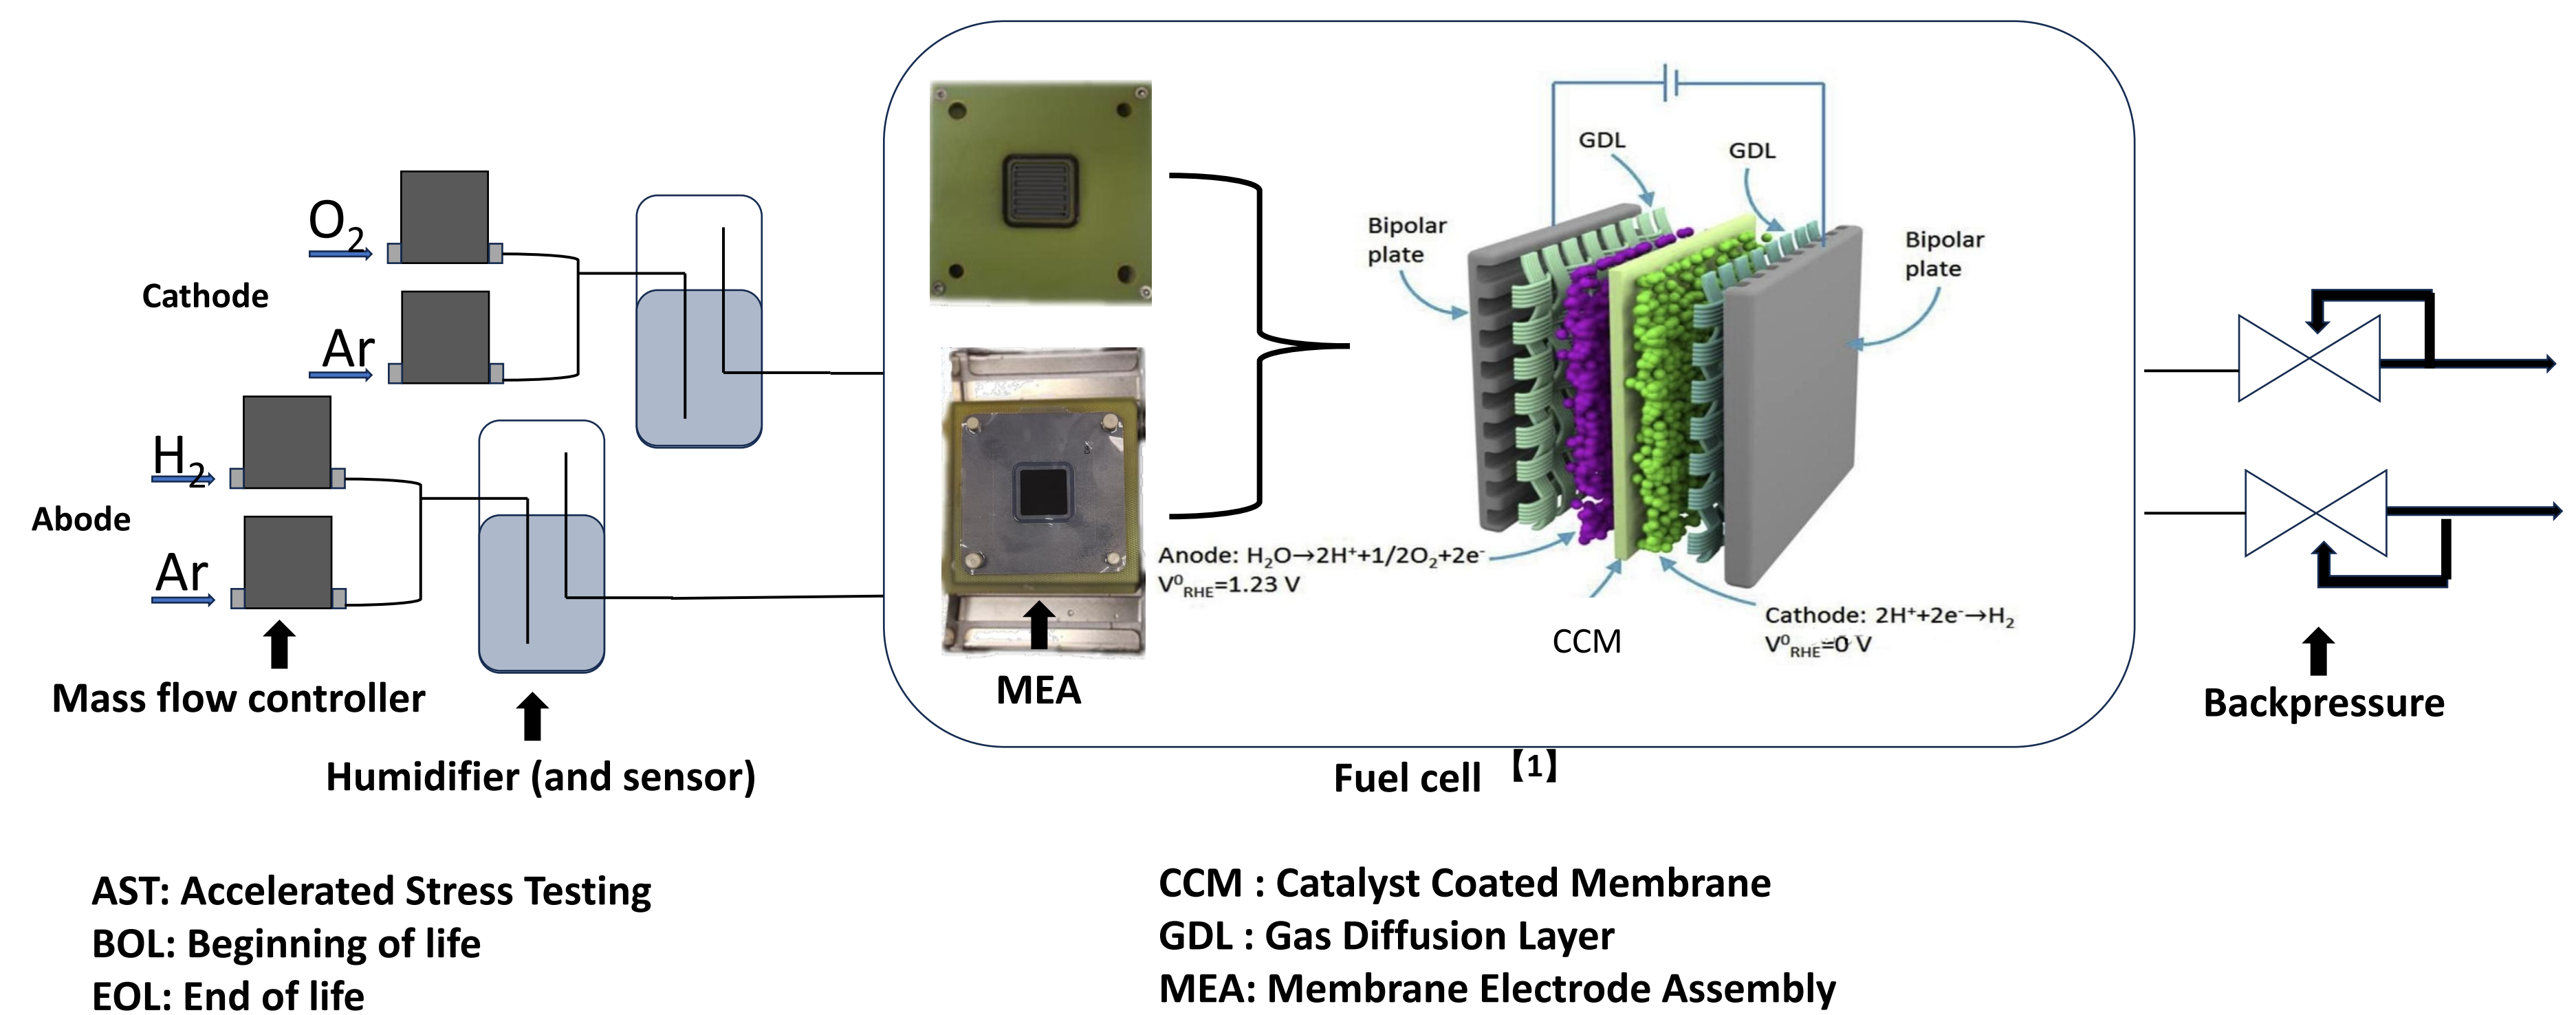 O₂
Cathode
Ar
H₂
Abode
Ar
Mass flow controller
Humidifier (and sensor)
GDL
GDL
Bipolar
plate
Bipolar
plate
Anode: H₂O→2H⁺+1/2O₂+2e⁻
V⁰RHE=1.23 V
CCM
Cathode: 2H⁺+2e⁻→H₂
V⁰RHE=0 V
MEA
Fuel cell 【1】
Backpressure
AST: Accelerated Stress Testing
BOL: Beginning of life
EOL: End of life
CCM : Catalyst Coated Membrane
GDL : Gas Diffusion Layer
MEA: Membrane Electrode Assembly